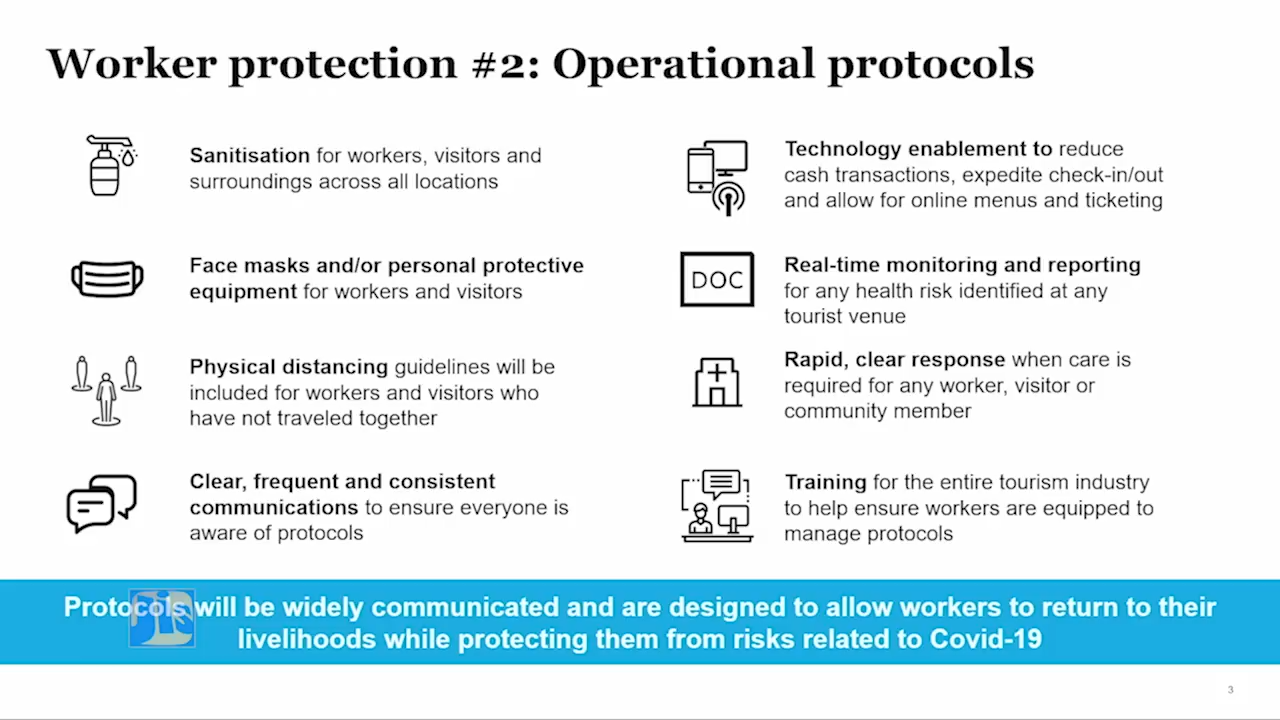 Worker protection #2: Operational protocols
Sanitisation for workers, visitors and
surroundings across all locations
Face masks and/or personal protective
equipment for workers and visitors
Physical distancing guidelines will be
included for workers and visitors who
have not traveled together
Clear, frequent and consistent
communications to ensure everyone is
aware of protocols
Technology enablement to reduce
cash transactions, expedite check-in/out
and allow for online menus and ticketing
DOC
Real-time monitoring and reporting
for any health risk identified at any
tourist venue
Rapid, clear response when care is
required for any worker, visitor or
community member
Training for the entire tourism industry
to help ensure workers are equipped to
manage protocols
Protocols will be widely communicated and are designed to allow workers to return to their
livelihoods while protecting them from risks related to Covid-19
3